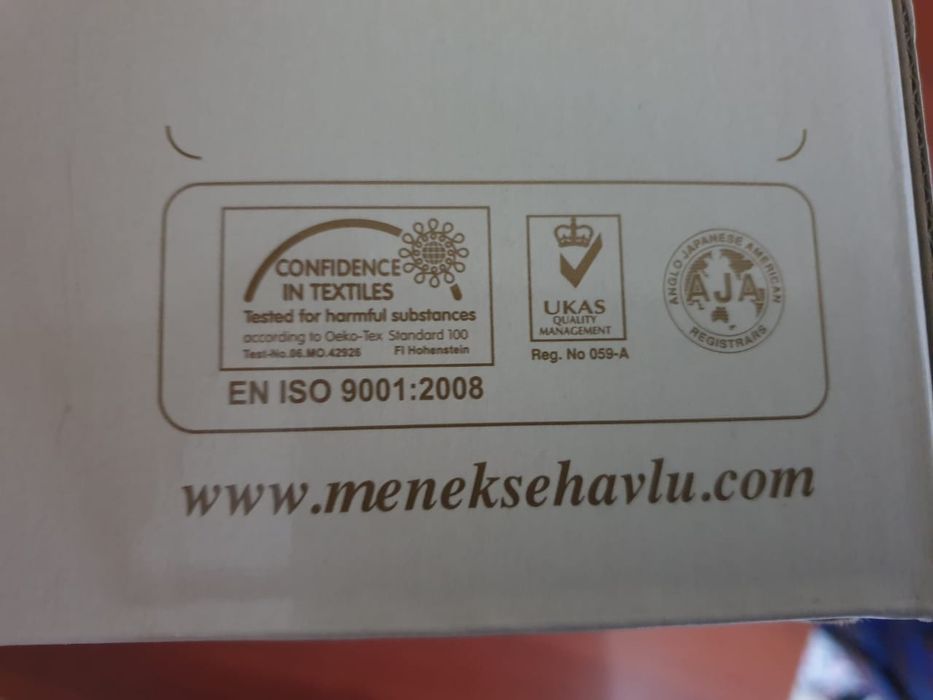 CONFIDENCE
IN TEXTILES
Tested for harmful substances
according to Oeko-Tex Standard 100
Test-No.06.MO.42926 FI Hohenstein
EN ISO 9001:2008
UKAS
QUALITY
MANAGEMENT
Reg. No 059-A
ANGLO JAPANESE AMERICAN
AJA
REGISTRARS
www.meneksehavlu.com